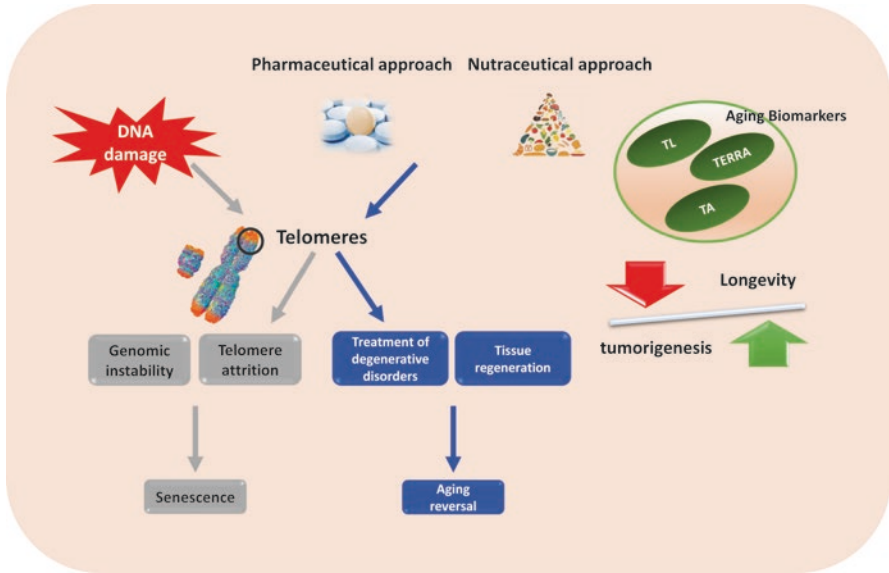 Pharmaceutical approach
Nutraceutical approach
DNA
damage
Aging Biomarkers
TL
TERRA
TA
Telomeres
Longevity
tumorigenesis
Genomic
instability
Telomere
attrition
Treatment of
degenerative
disorders
Tissue
regeneration
Senescence
Aging
reversal